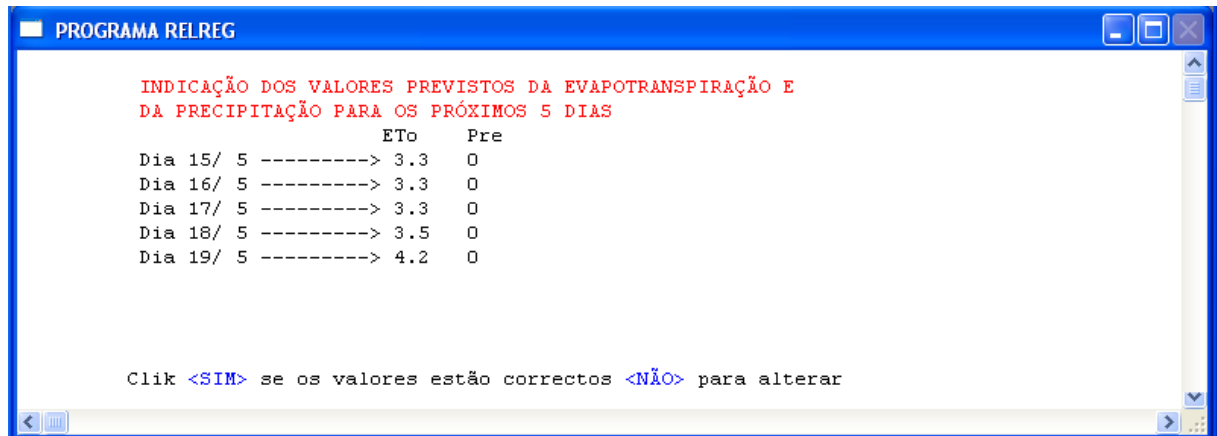 PROGRAMA RELREG
INDICAÇÃO DOS VALORES PREVISTOS DA EVAPOTRANSPIRAÇÃO E
DA PRECIPITAÇÃO PARA OS PRÓXIMOS 5 DIAS
ETo Pre
Dia 15/ 5 ---------> 3.3 0
Dia 16/ 5 ---------> 3.3 0
Dia 17/ 5 ---------> 3.3 0
Dia 18/ 5 ---------> 3.5 0
Dia 19/ 5 ---------> 4.2 0
Clik <SIM> se os valores estão correctos <NÃO> para alterar